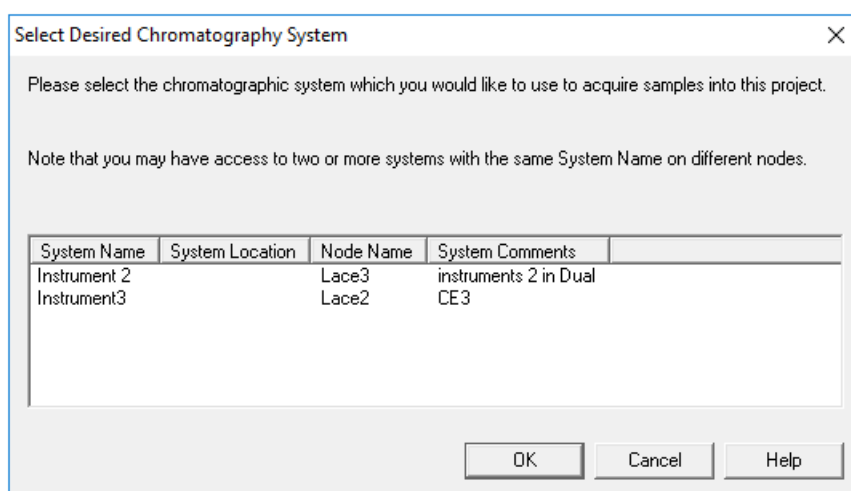 Select Desired Chromatography System
Please select the chromatographic system which you would like to use to acquire samples into this project.
Note that you may have access to two or more systems with the same System Name on different nodes.
System Name System Location Node Name System Comments
Instrument 2 Lace3 instruments 2 in Dual
Instrument3 Lace2 CE3
OK Cancel Help